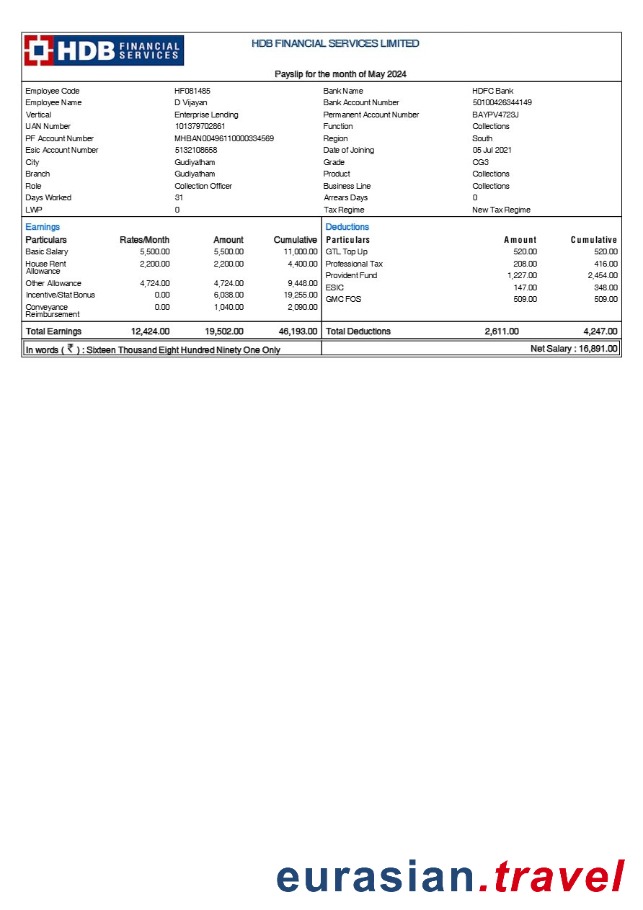 HDB FINANCIAL SERVICES
HDB FINANCIAL SERVICES LIMITED
Payslip for the month of May 2024
Employee Code HF081485 Bank Name HDFC Bank
Employee Name D Vijayan Bank Account Number 50100426344149
Vertical Enterprise Lending Permanent Account Number BAYPV4723J
UAN Number 101379702861 Function Collections
PF Account Number MHBAN00496110000334569 Region South
Esic Account Number 5132108658 Date of Joining 05 Jul 2021
City Gudiyatham Grade CG3
Branch Gudiyatham Product Collections
Role Collection Officer Business Line Collections
Days Worked 31 Arrears Days 0
LWP 0 Tax Regime New Tax Regime
Earnings Deductions
Particulars Rates/Month Amount Cumulative Particulars Amount Cumulative
Basic Salary 5,500.00 5,500.00 11,000.00 GTL Top Up 520.00 520.00
House Rent Allowance 2,200.00 2,200.00 4,400.00 Professional Tax 208.00 416.00
Provident Fund 1,227.00 2,454.00
Other Allowance 4,724.00 4,724.00 9,448.00 ESIC 147.00 348.00
Incentive/Stat Bonus 0.00 6,038.00 19,255.00 GMC FOS 509.00 509.00
Conveyance Reimbursement 0.00 1,040.00 2,090.00
Total Earnings 12,424.00 19,502.00 46,193.00 Total Deductions 2,611.00 4,247.00
In words ( ₹ ) : Sixteen Thousand Eight Hundred Ninety One Only Net Salary : 16,891.00
eurasian.travel